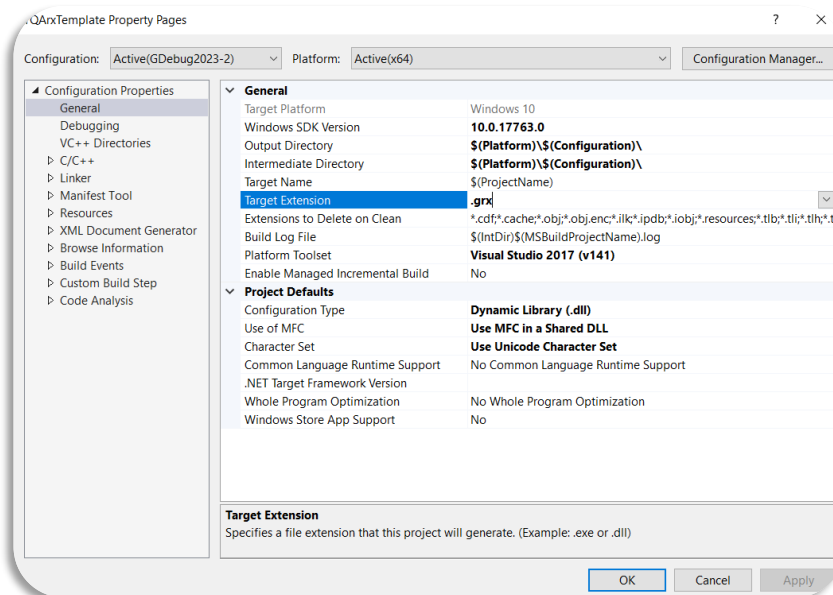 QArxTemplate Property Pages
? ×
Configuration: Active(GDebug2023-2) Platform: Active(x64) Configuration Manager...
Configuration Properties
General
Debugging
VC++ Directories
C/C++
Linker
Manifest Tool
Resources
XML Document Generator
Browse Information
Build Events
Custom Build Step
Code Analysis
General
Target Platform Windows 10
Windows SDK Version 10.0.17763.0
Output Directory $(Platform)\$(Configuration)\
Intermediate Directory $(Platform)\$(Configuration)\
Target Name $(ProjectName)
Target Extension .grx
Extensions to Delete on Clean *.cdf;*.cache;*.obj;*.obj.enc;*.ilk;*.ipdb;*.iobj;*.resources;*.tlb;*.tli;*.tlh;*.t
Build Log File $(IntDir)$(MSBuildProjectName).log
Platform Toolset Visual Studio 2017 (v141)
Enable Managed Incremental Build No
Project Defaults
Configuration Type Dynamic Library (.dll)
Use of MFC Use MFC in a Shared DLL
Character Set Use Unicode Character Set
Common Language Runtime Support No Common Language Runtime Support
.NET Target Framework Version
Whole Program Optimization No Whole Program Optimization
Windows Store App Support No
Target Extension
Specifies a file extension that this project will generate. (Example: .exe or .dll)
OK Cancel Apply